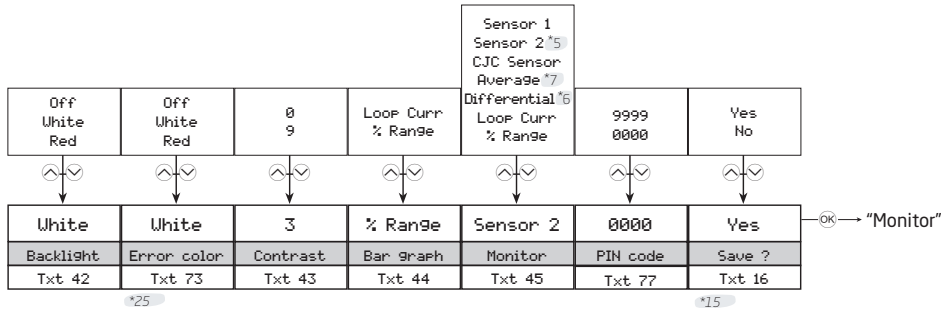 Sensor 1
Sensor 2 *5
CJC Sensor
Average *7
Differential *6
Loop Curr
% Range
Off
White
Red
Off
White
Red
0
9
Loop Curr
% Range
9999
0000
Yes
No
White
White
3
% Range
Sensor 2
0000
Yes
OK
"Monitor"
Backlight
Error color
Contrast
Bar graph
Monitor
PIN code
Save ?
Txt 42
Txt 73
Txt 43
Txt 44
Txt 45
Txt 77
Txt 16
*25
*15